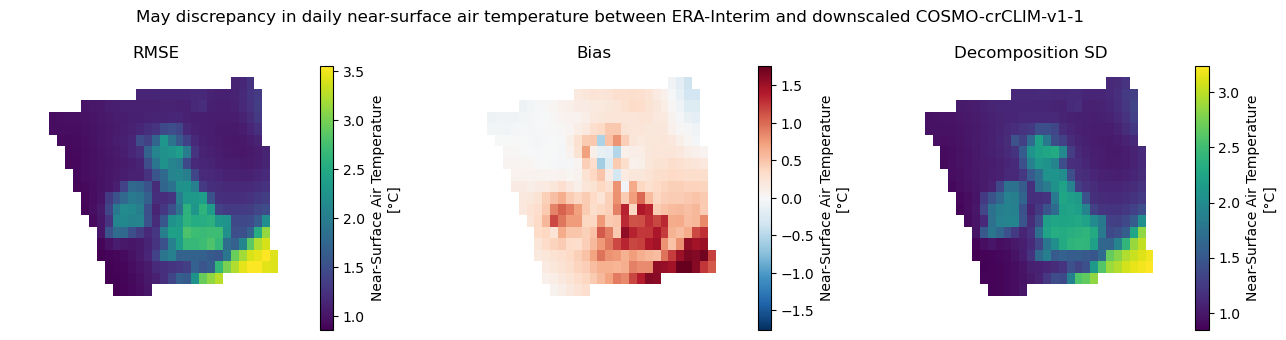 May discrepancy in daily near-surface air temperature between ERA-Interim and downscaled COSMO-crCLIM-v1-1
RMSE
3.5
3.0
2.5
2.0
1.5
1.0
Near-Surface Air Temperature
[°C]
Bias
1.5
1.0
0.5
0.0
−0.5
−1.0
−1.5
Near-Surface Air Temperature
[°C]
Decomposition SD
3.0
2.5
2.0
1.5
1.0
Near-Surface Air Temperature
[°C]